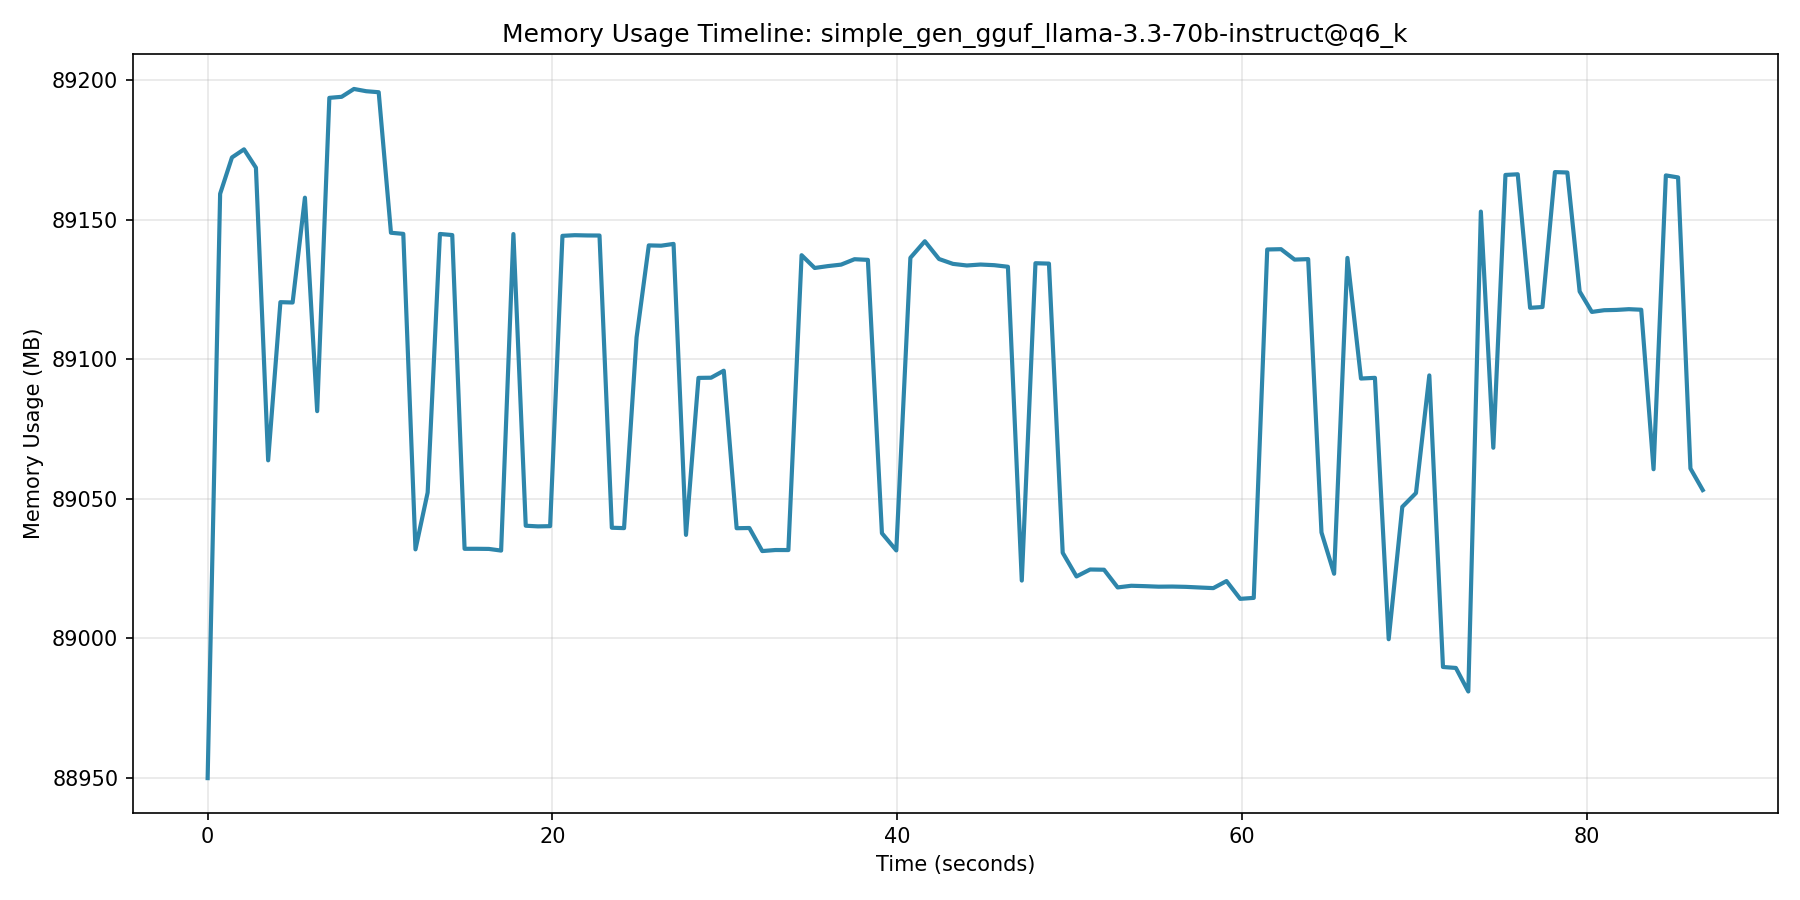 Memory Usage Timeline: simple_gen_gguf_llama-3.3-70b-instruct@q6_k
89200
89150
89100
89050
89000
88950
Memory Usage (MB)
0 20 40 60 80
Time (seconds)